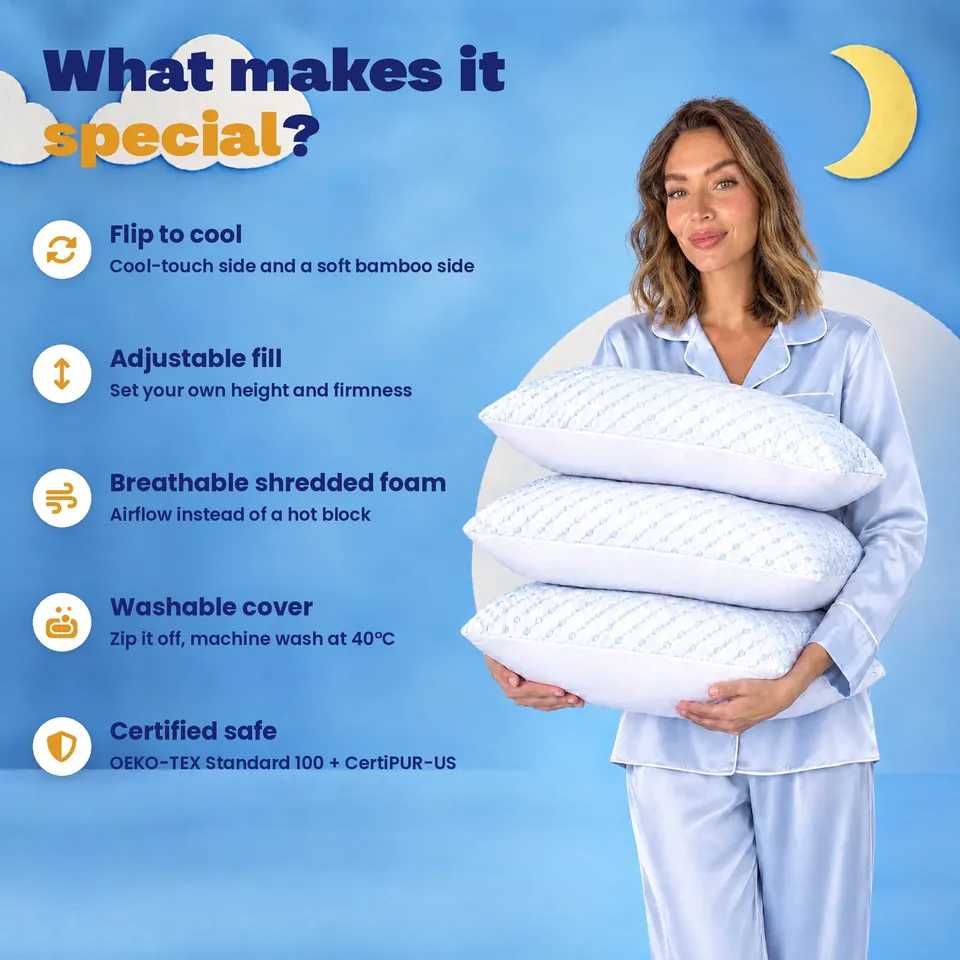 What makes it
special?
Flip to cool
Cool-touch side and a soft bamboo side
Adjustable fill
Set your own height and firmness
Breathable shredded foam
Airflow instead of a hot block
Washable cover
Zip it off, machine wash at 40°C
Certified safe
OEKO-TEX Standard 100 + CertiPUR-US